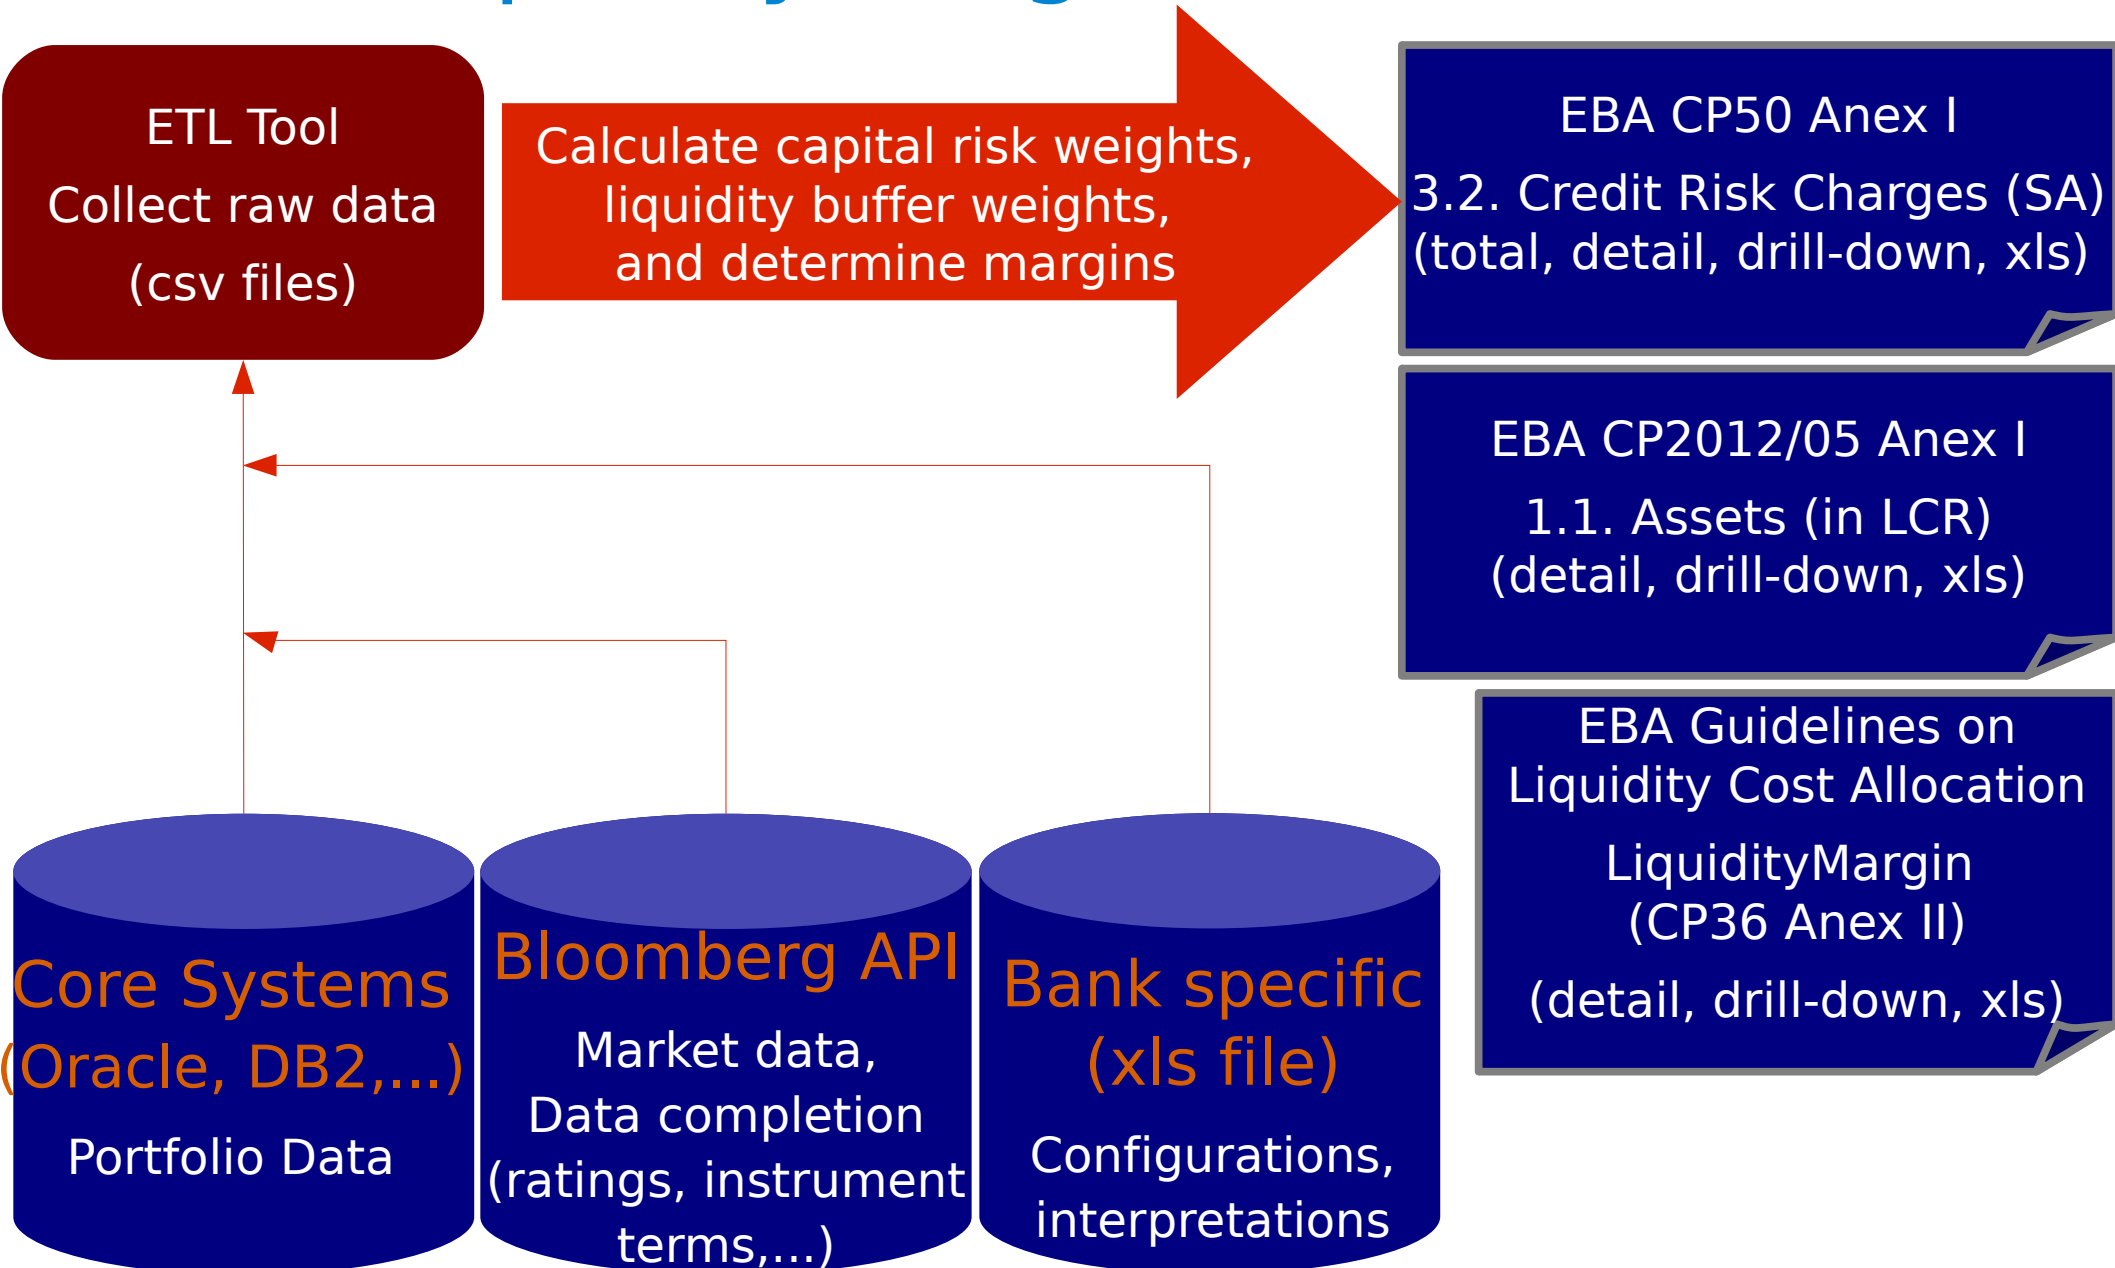 ETL Tool
Collect raw data
(csv files)
Calculate capital risk weights,
liquidity buffer weights,
and determine margins
EBA CP50 Anex I
3.2. Credit Risk Charges (SA)
(total, detail, drill-down, xls)
EBA CP2012/05 Anex I
1.1. Assets (in LCR)
(detail, drill-down, xls)
EBA Guidelines on
Liquidity Cost Allocation
LiquidityMargin
(CP36 Anex II)
(detail, drill-down, xls)
Core Systems
(Oracle, DB2,...)
Portfolio Data
Bloomberg API
Market data,
Data completion
(ratings, instrument
terms,...)
Bank specific
(xls file)
Configurations,
interpretations